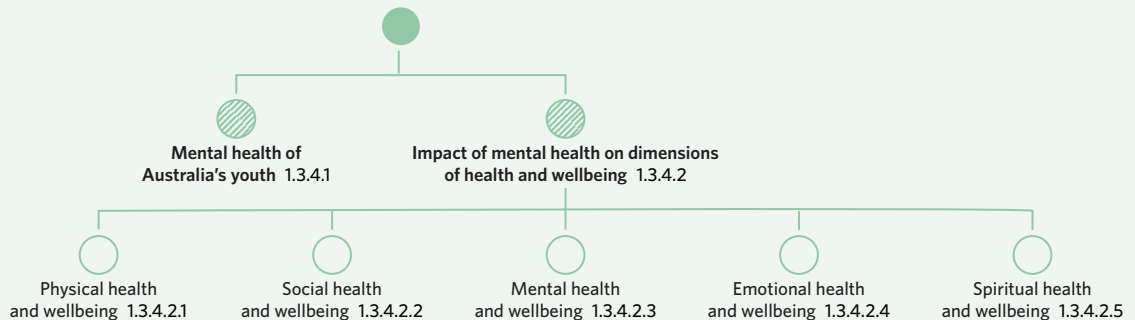 Mental health of
Australia's youth 1.3.4.1
Impact of mental health on dimensions
of health and wellbeing 1.3.4.2
Physical health
and wellbeing 1.3.4.2.1
Social health
and wellbeing 1.3.4.2.2
Mental health
and wellbeing 1.3.4.2.3
Emotional health
and wellbeing 1.3.4.2.4
Spiritual health
and wellbeing 1.3.4.2.5